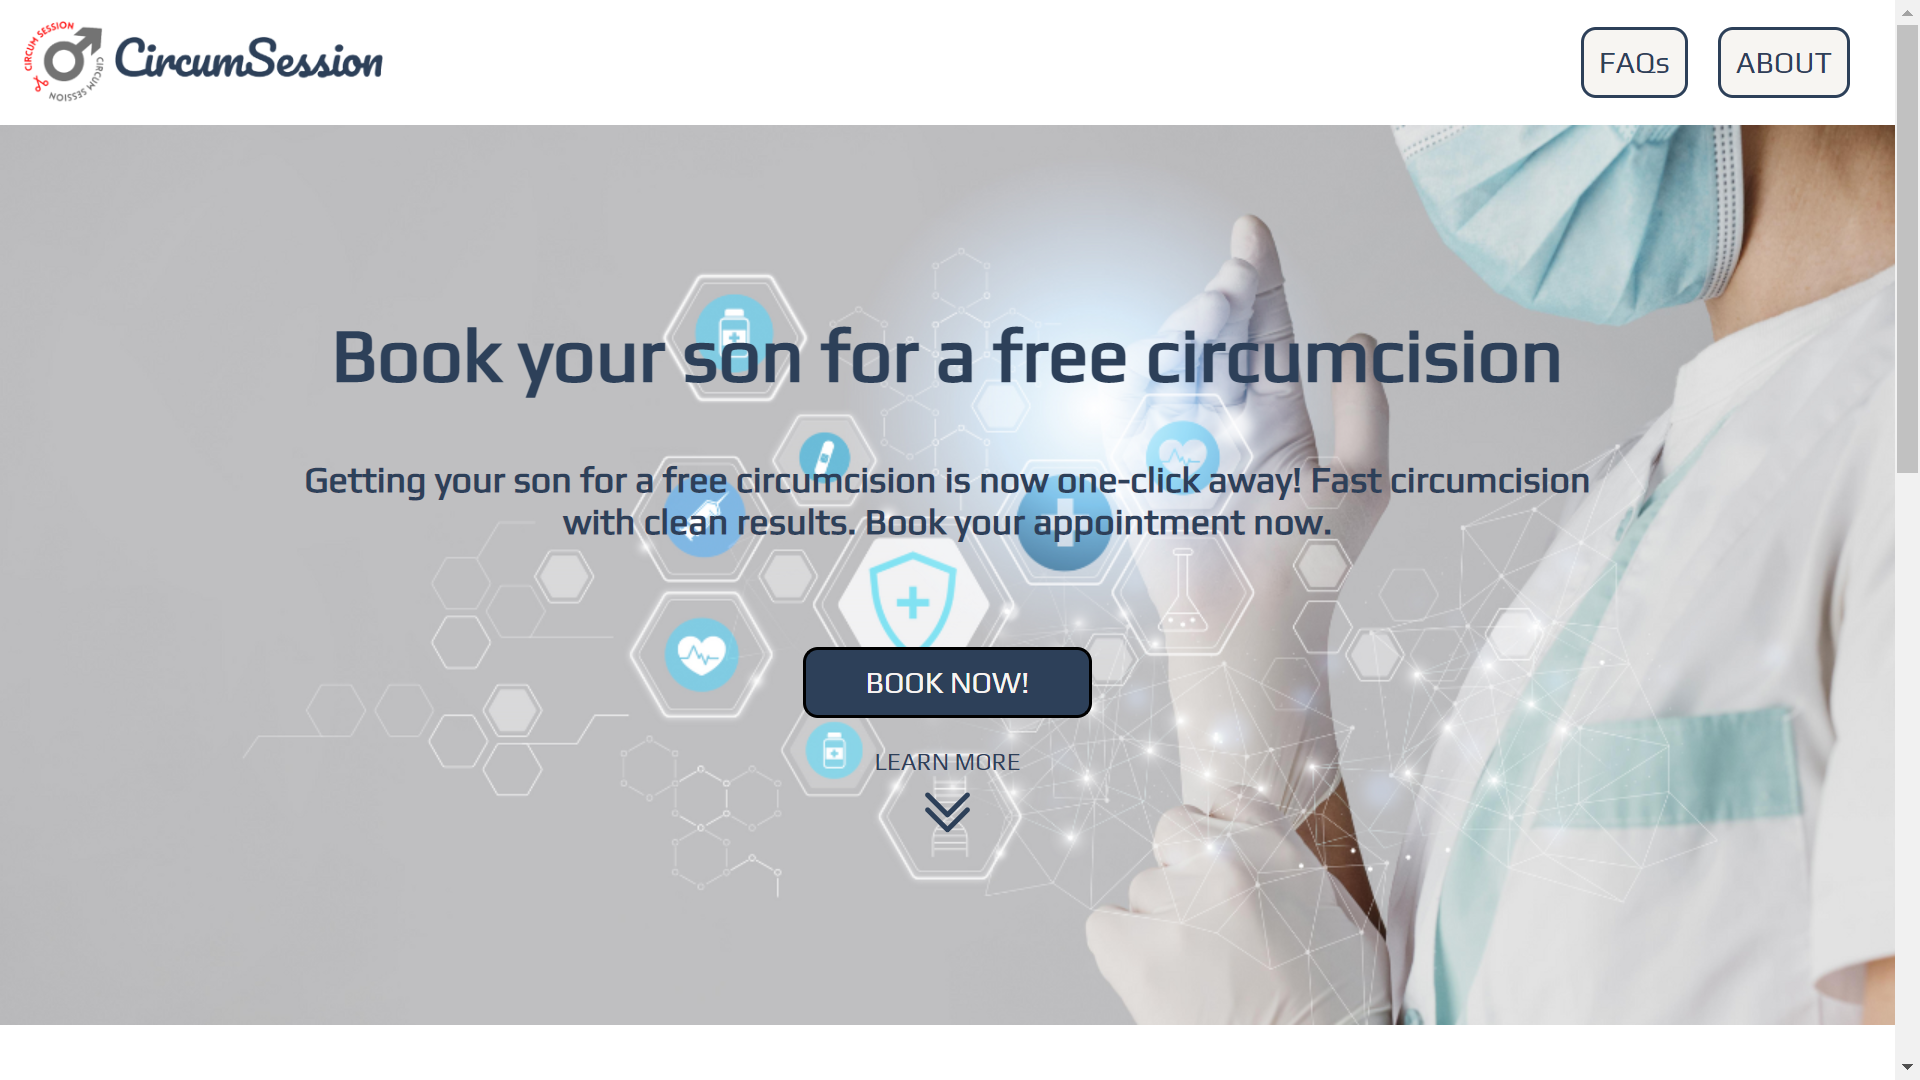 CIRCUM SESSION
CIRCUM SESSION
CircumSession
FAQs
ABOUT
Book your son for a free circumcision
Getting your son for a free circumcision is now one-click away! Fast circumcision
with clean results. Book your appointment now.
BOOK NOW!
LEARN MORE